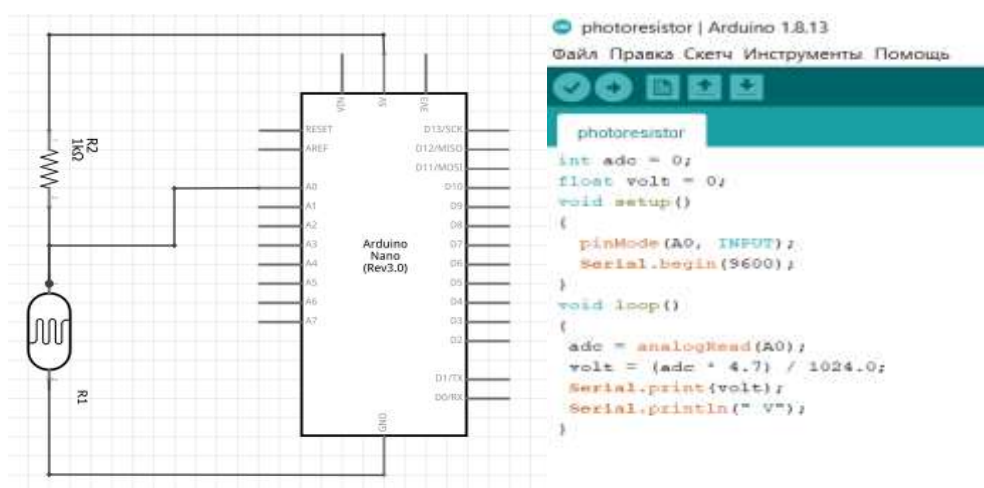 VIN
5V
3V3
RESET
AREF
A0
A1
A2
A3
A4
A5
A6
A7
Arduino
Nano
(Rev3.0)
D13/SCK
D12/MISO
D11/MOSI
D10
D9
D8
D7
D6
D5
D4
D3
D2
D1/TX
D0/RX
GND
R2
1kΩ
R1
photoresistor | Arduino 1.8.13
Файл Правка Скетч Инструменты Помощь
photoresistor
int adc = 0;
float volt = 0;
void setup()
{
pinMode(A0, INPUT);
Serial.begin(9600);
}
void loop()
{
adc = analogRead(A0);
volt = (adc * 4.7) / 1024.0;
Serial.print(volt);
Serial.println(" V");
}